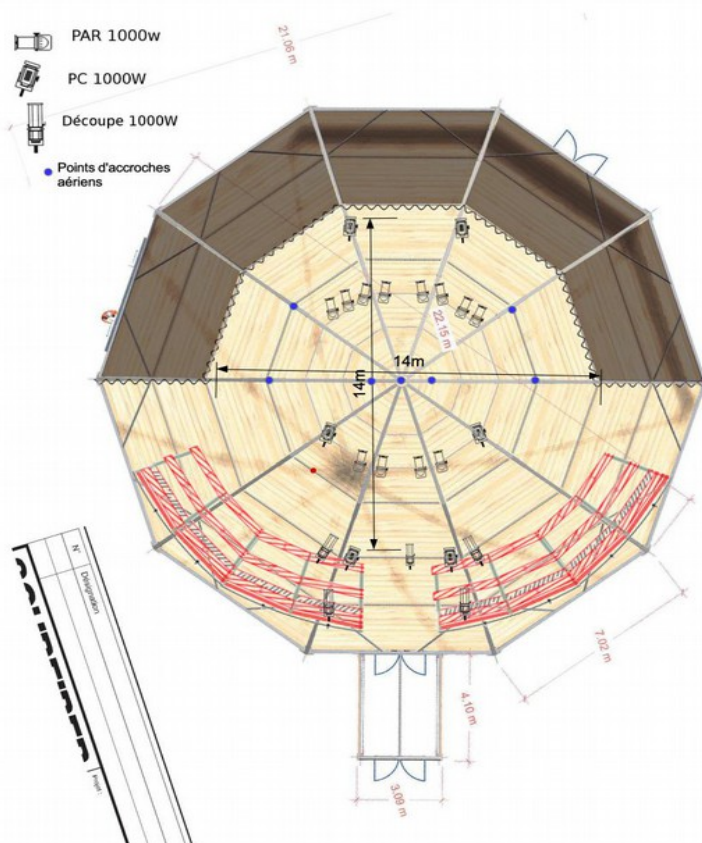 PAR 1000w
PC 1000W
Découpe 1000W
Points d'accroches
aériens
21.06 m
22.15 m
14m
14m
7.02 m
4.10 m
3.09 m
N°
Désignation
Projet :